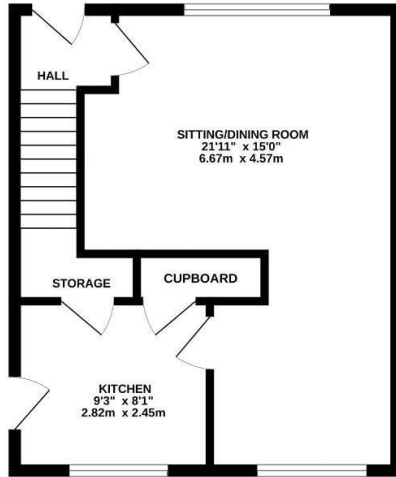 HALL
SITTING/DINING ROOM
21'11" x 15'0"
6.67m x 4.57m
STORAGE
CUPBOARD
KITCHEN
9'3" x 8'1"
2.82m x 2.45m